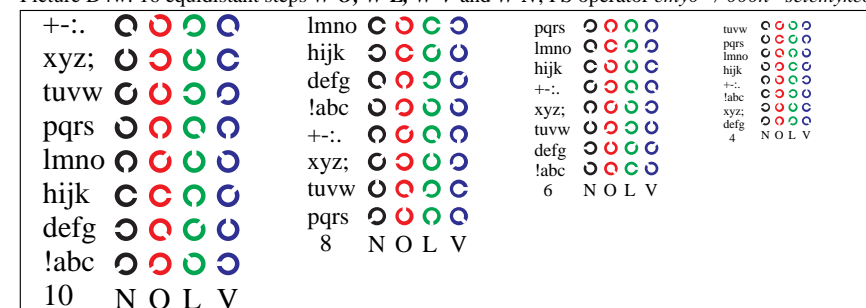 +-:.
xyz;
tuvw
pqrs
lmno
hijk
defg
!abc
10 N O L V
lmno
hijk
defg
!abc
+-:.
xyz;
tuvw
pqrs
8 N O L V
pqrs
lmno
hijk
+-:.
xyz;
tuvw
defg
!abc
6 N O L V
tuvw
pqrs
lmno
hijk
+-:.
!abc
xyz;
defg
4 N O L V